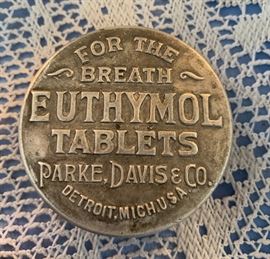 FOR THE
BREATH
EUTHYMOL
TABLETS
PARKE, DAVIS & CO.
DETROIT, MICH U.S.A.